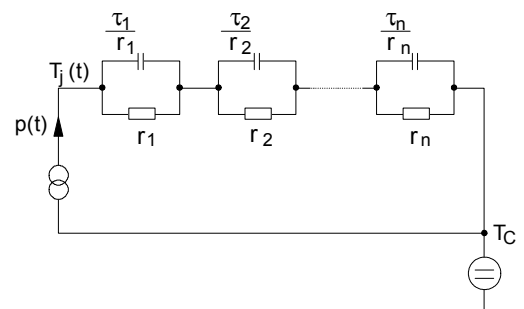 τ1/r1 τ2/r2 τn/rn
Tj(t)
r1 r2 rn
p(t)
TC